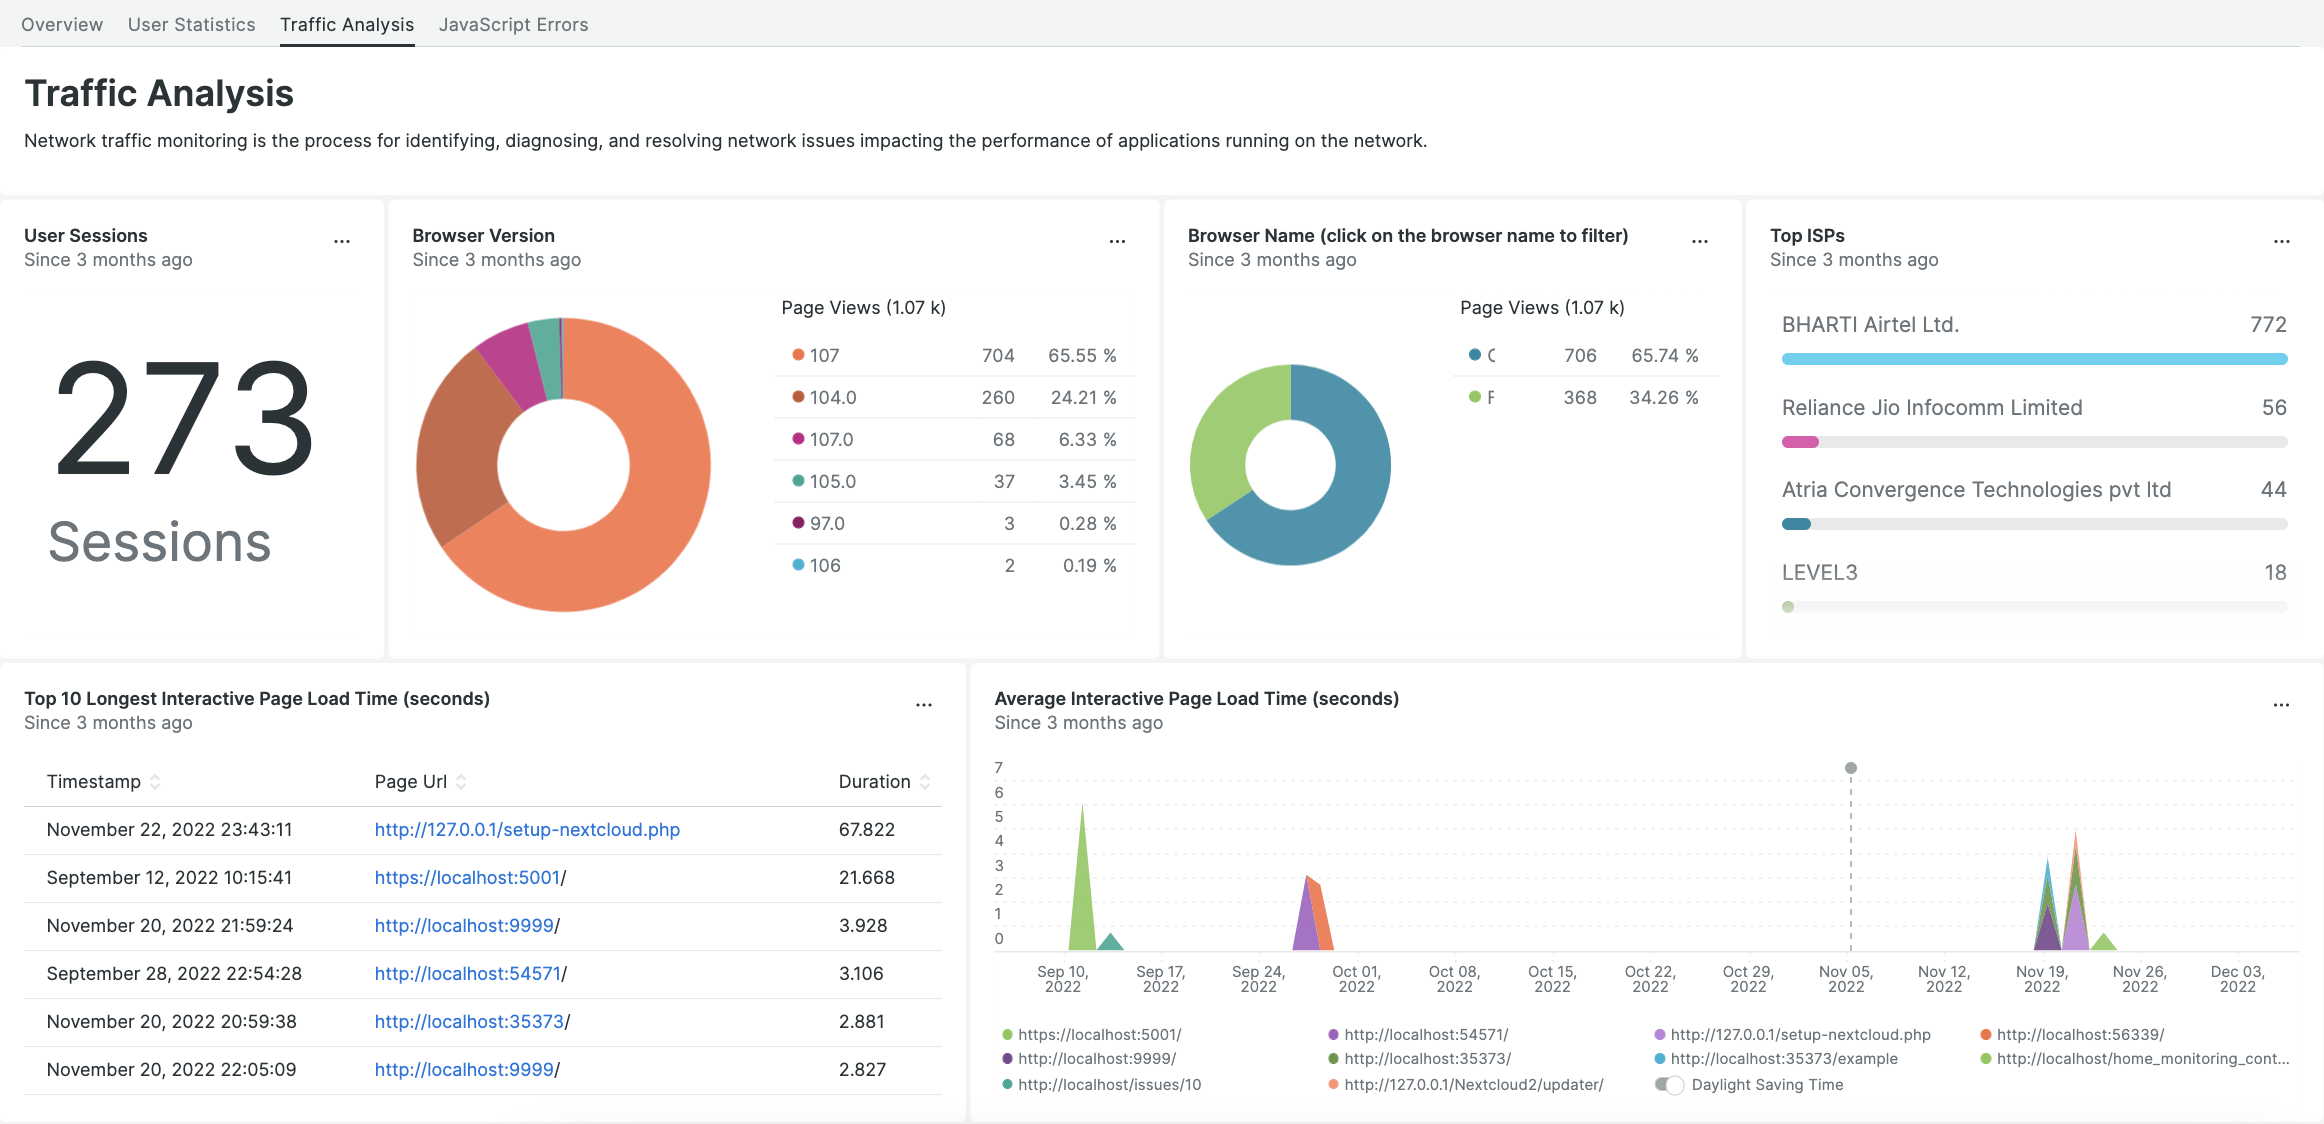 Overview User Statistics Traffic Analysis JavaScript Errors
Traffic Analysis
Network traffic monitoring is the process for identifying, diagnosing, and resolving network issues impacting the performance of applications running on the network.
User Sessions
Since 3 months ago
273
Sessions
Browser Version
Since 3 months ago
Page Views (1.07 k)
107 704 65.55 %
104.0 260 24.21 %
107.0 68 6.33 %
105.0 37 3.45 %
97.0 3 0.28 %
106 2 0.19 %
Browser Name (click on the browser name to filter)
Since 3 months ago
Page Views (1.07 k)
706 65.74 %
368 34.26 %
Top ISPs
Since 3 months ago
BHARTI Airtel Ltd. 772
Reliance Jio Infocomm Limited 56
Atria Convergence Technologies pvt ltd 44
LEVEL3 18
Top 10 Longest Interactive Page Load Time (seconds)
Since 3 months ago
Timestamp Page Url Duration
November 22, 2022 23:43:11 http://127.0.0.1/setup-nextcloud.php 67.822
September 12, 2022 10:15:41 https://localhost:5001/ 21.668
November 20, 2022 21:59:24 http://localhost:9999/ 3.928
September 28, 2022 22:54:28 http://localhost:54571/ 3.106
November 20, 2022 20:59:38 http://localhost:35373/ 2.881
November 20, 2022 22:05:09 http://localhost:9999/ 2.827
Average Interactive Page Load Time (seconds)
Since 3 months ago
7
6
5
4
3
2
1
0
Sep 10, Sep 17, Sep 24, Oct 01, Oct 08, Oct 15, Oct 22, Oct 29, Nov 05, Nov 12, Nov 19, Nov 26, Dec 03,
2022 2022 2022 2022 2022 2022 2022 2022 2022 2022 2022 2022 2022
https://localhost:5001/ http://localhost:54571/ http://127.0.0.1/setup-nextcloud.php http://localhost:56339/
http://localhost:9999/ http://localhost:35373/ http://localhost:35373/example http://localhost/home_monitoring_cont...
http://localhost/issues/10 http://127.0.0.1/Nextcloud2/updater/ Daylight Saving Time